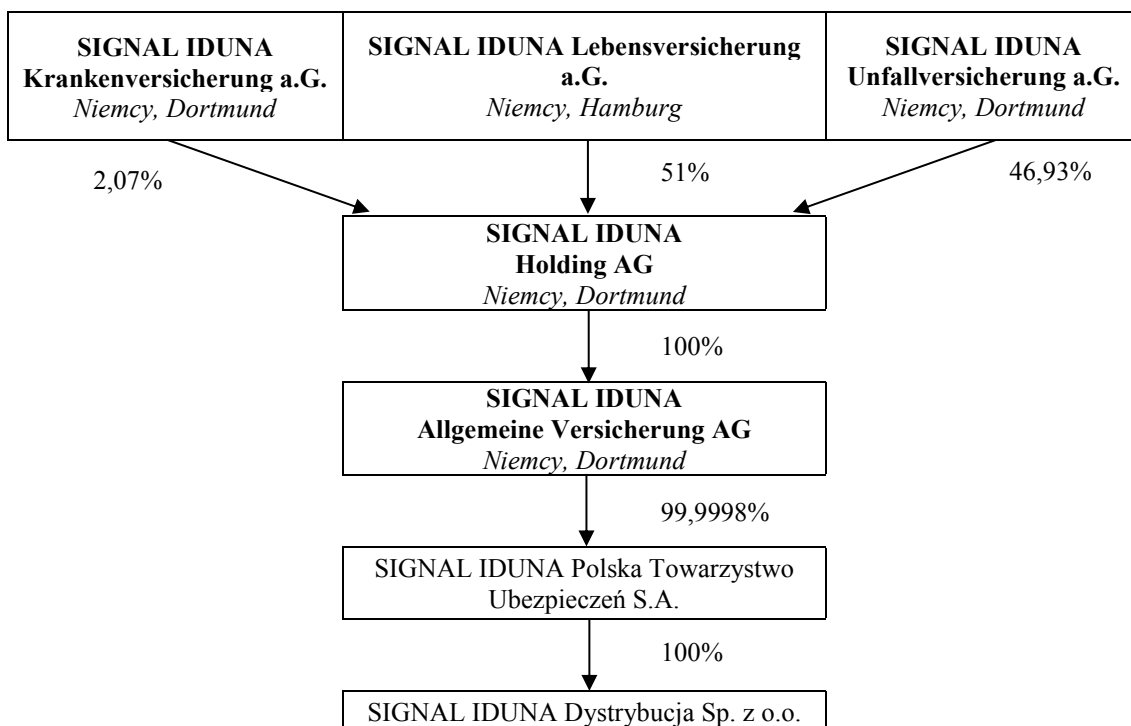 SIGNAL IDUNA
Krankenversicherung a.G.
Niemcy, Dortmund
SIGNAL IDUNA Lebensversicherung
a.G.
Niemcy, Hamburg
SIGNAL IDUNA
Unfallversicherung a.G.
Niemcy, Dortmund
2,07%
51%
46,93%
SIGNAL IDUNA
Holding AG
Niemcy, Dortmund
100%
SIGNAL IDUNA
Allgemeine Versicherung AG
Niemcy, Dortmund
99,9998%
SIGNAL IDUNA Polska Towarzystwo
Ubezpieczeń S.A.
100%
SIGNAL IDUNA Dystrybucja Sp. z o.o.